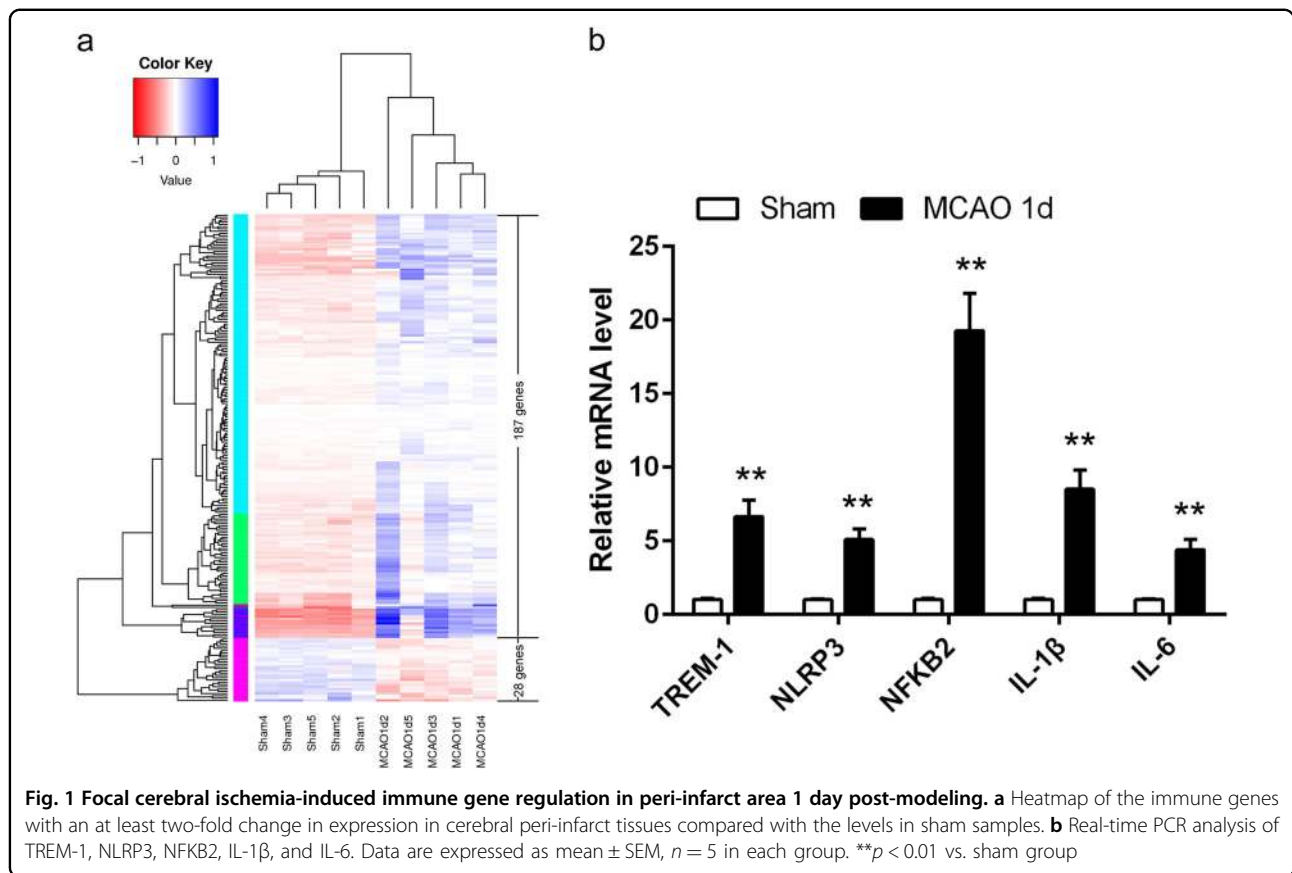 a
Color Key
−1 0 1
Value
187 genes
28 genes
Sham4
Sham3
Sham5
Sham2
Sham1
MCAO1d2
MCAO1d5
MCAO1d3
MCAO1d1
MCAO1d4
b
Sham MCAO 1d
Relative mRNA level
25
20
15
10
5
0
**
**
**
**
**
TREM-1
NLRP3
NFKB2
IL-1β
IL-6
Fig. 1 Focal cerebral ischemia-induced immune gene regulation in peri-infarct area 1 day post-modeling. a Heatmap of the immune genes
with an at least two-fold change in expression in cerebral peri-infarct tissues compared with the levels in sham samples. b Real-time PCR analysis of
TREM-1, NLRP3, NFKB2, IL-1β, and IL-6. Data are expressed as mean ± SEM, n = 5 in each group. **p < 0.01 vs. sham group